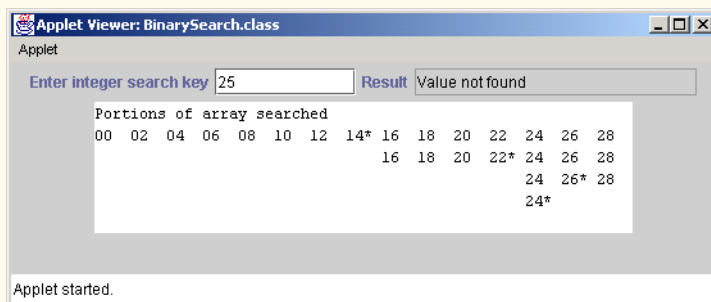 Applet Viewer: BinarySearch.class
Applet
Enter integer search key 25 Result Value not found
Portions of array searched
00 02 04 06 08 10 12 14* 16 18 20 22 24 26 28
16 18 20 22* 24 26 28
24 26* 28
24*
Applet started.